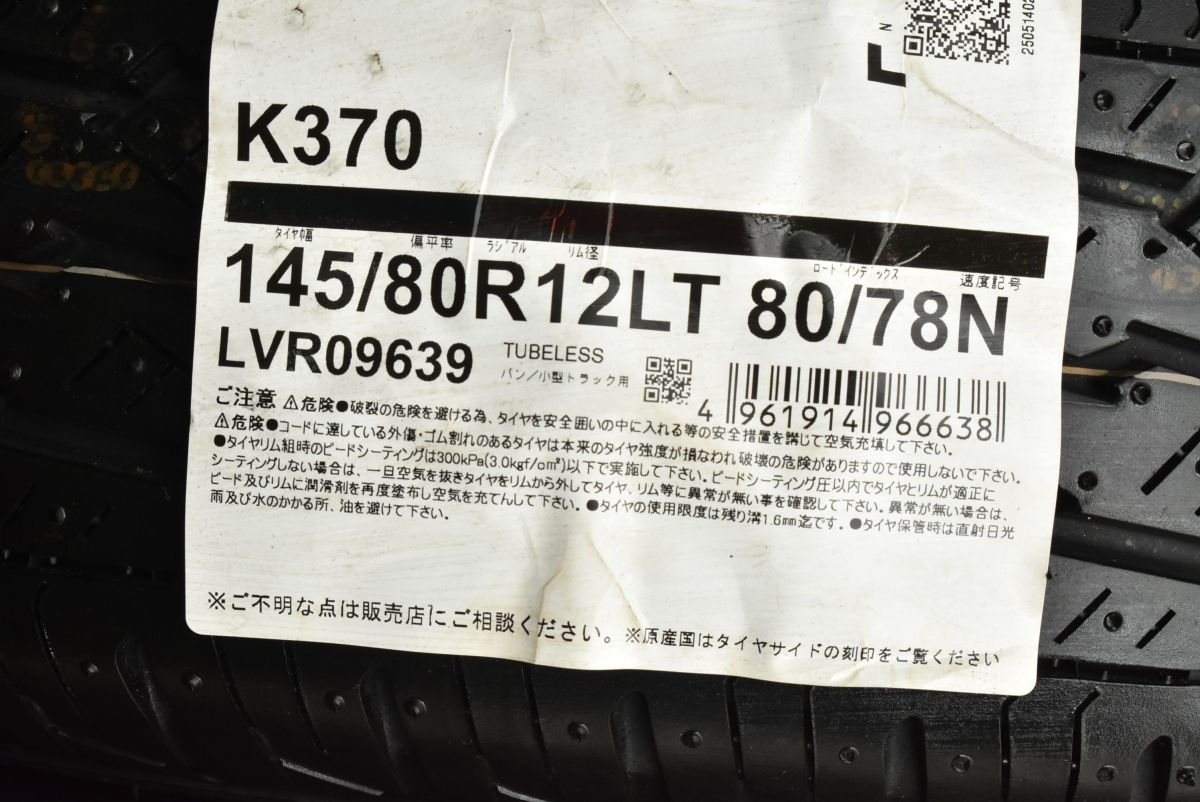 N
25051402
K370
タイヤ幅 偏平率 ラジアル リム径 ロードインデックス 速度記号
145/80R12LT 80/78N
LVR09639
TUBELESS
バン/小型トラック用
4 961914 966638
ご注意 ⚠危険●破裂の危険を避ける為、タイヤを安全囲いの中に入れる等の安全措置を講じて空気充填して下さい。
⚠危険●コードに達している外傷・ゴム割れのあるタイヤは本来のタイヤ強度が損なわれ破壊の危険がありますので使用しないで下さい。
●タイヤリム組時のビードシーティングは300kPa(3.0kgf/cm²)以下で実施して下さい。ビードシーティング圧以内でタイヤとリムが適正に
シーティングしない場合は、一旦空気を抜きタイヤをリムから外してタイヤ、リム等に異常が無い事を確認して下さい。異常が無い場合は、
ビード及びリムに潤滑剤を再度塗布し空気を充てんして下さい。●タイヤの使用限度は残り溝1.6mm迄です。●タイヤ保管時は直射日光
雨及び水のかかる所、油を避けて下さい。
※ご不明な点は販売店にご相談ください。※原産国はタイヤサイドの刻印をご覧ください